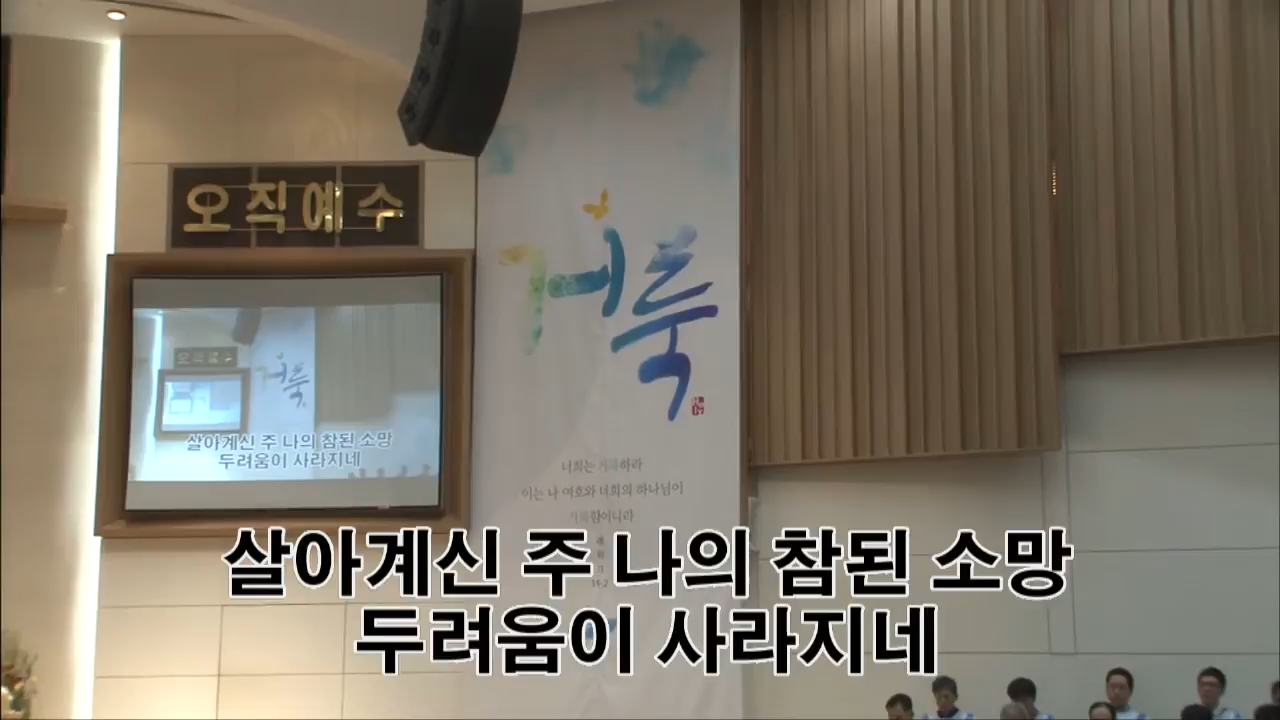 오직예수
거룩
살아계신 주 나의 참된 소망
두려움이 사라지네
너희는 거룩하라
이는 나 여호와 너희의 하나님이
거룩함이니라
살아계신 주 나의 참된 소망
두려움이 사라지네